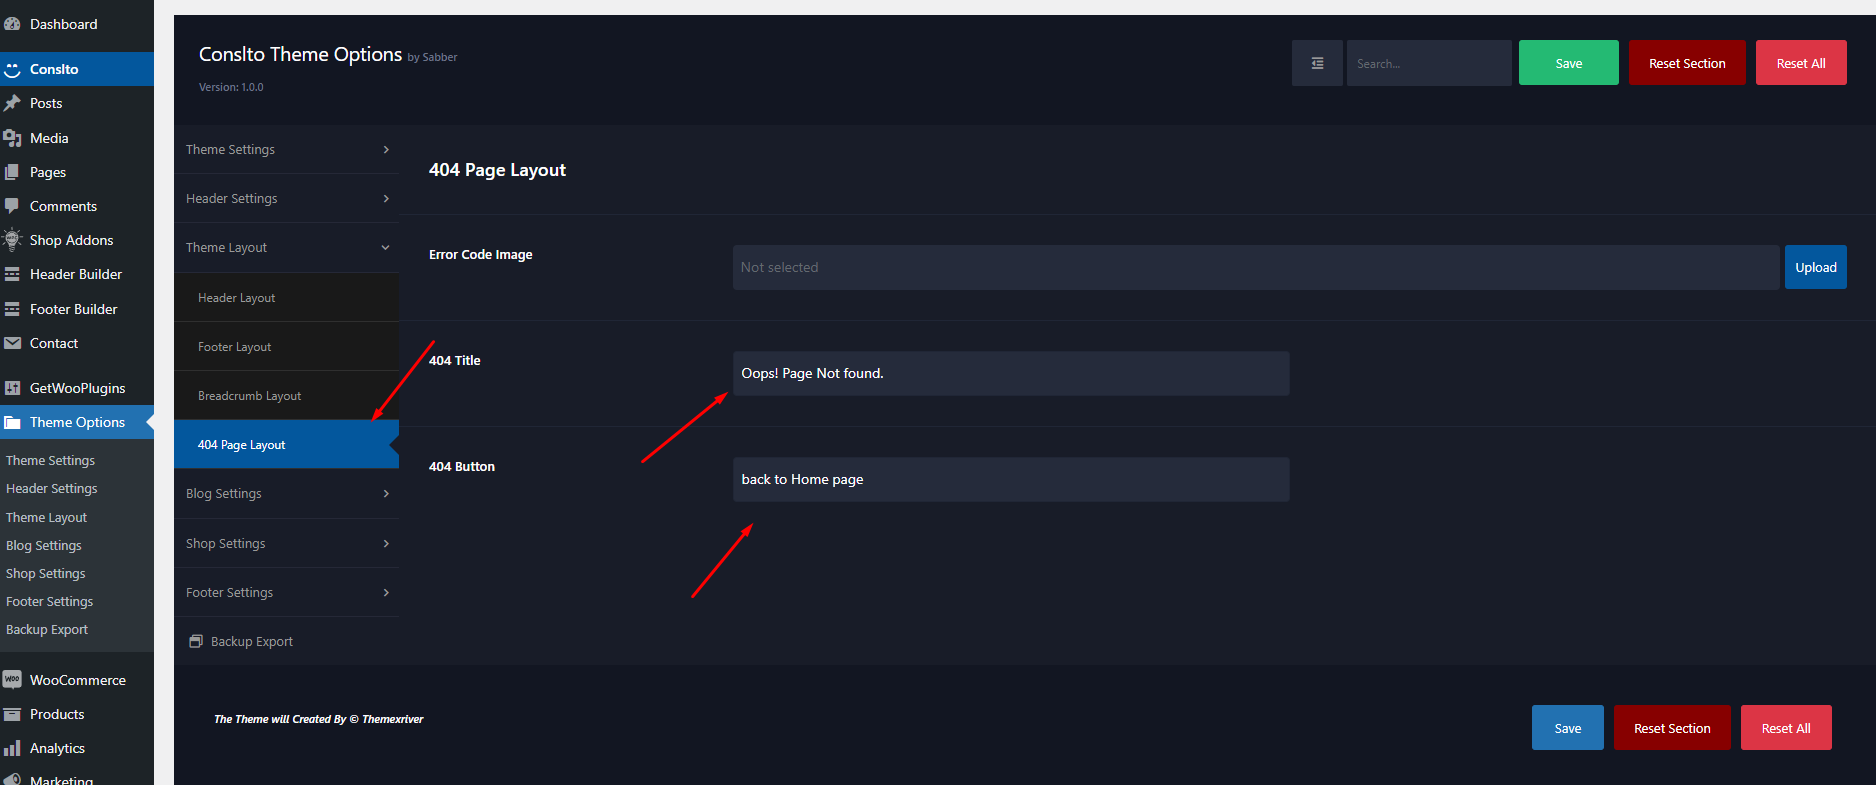 Dashboard
Conslto
Posts
Media
Pages
Comments
Shop Addons
Header Builder
Footer Builder
Contact
GetWooPlugins
Theme Options
Theme Settings
Header Settings
Theme Layout
Blog Settings
Shop Settings
Footer Settings
Backup Export
WOO WooCommerce
Products
Analytics
Marketing
Conslto Theme Options by Sabber
Version: 1.0.0
Search...
Save
Reset Section
Reset All
Theme Settings
Header Settings
Theme Layout
Header Layout
Footer Layout
Breadcrumb Layout
404 Page Layout
Blog Settings
Shop Settings
Footer Settings
Backup Export
404 Page Layout
Error Code Image
Not selected
Upload
404 Title
Oops! Page Not found.
404 Button
back to Home page
The Theme will Created By © Themexriver
Save
Reset Section
Reset All